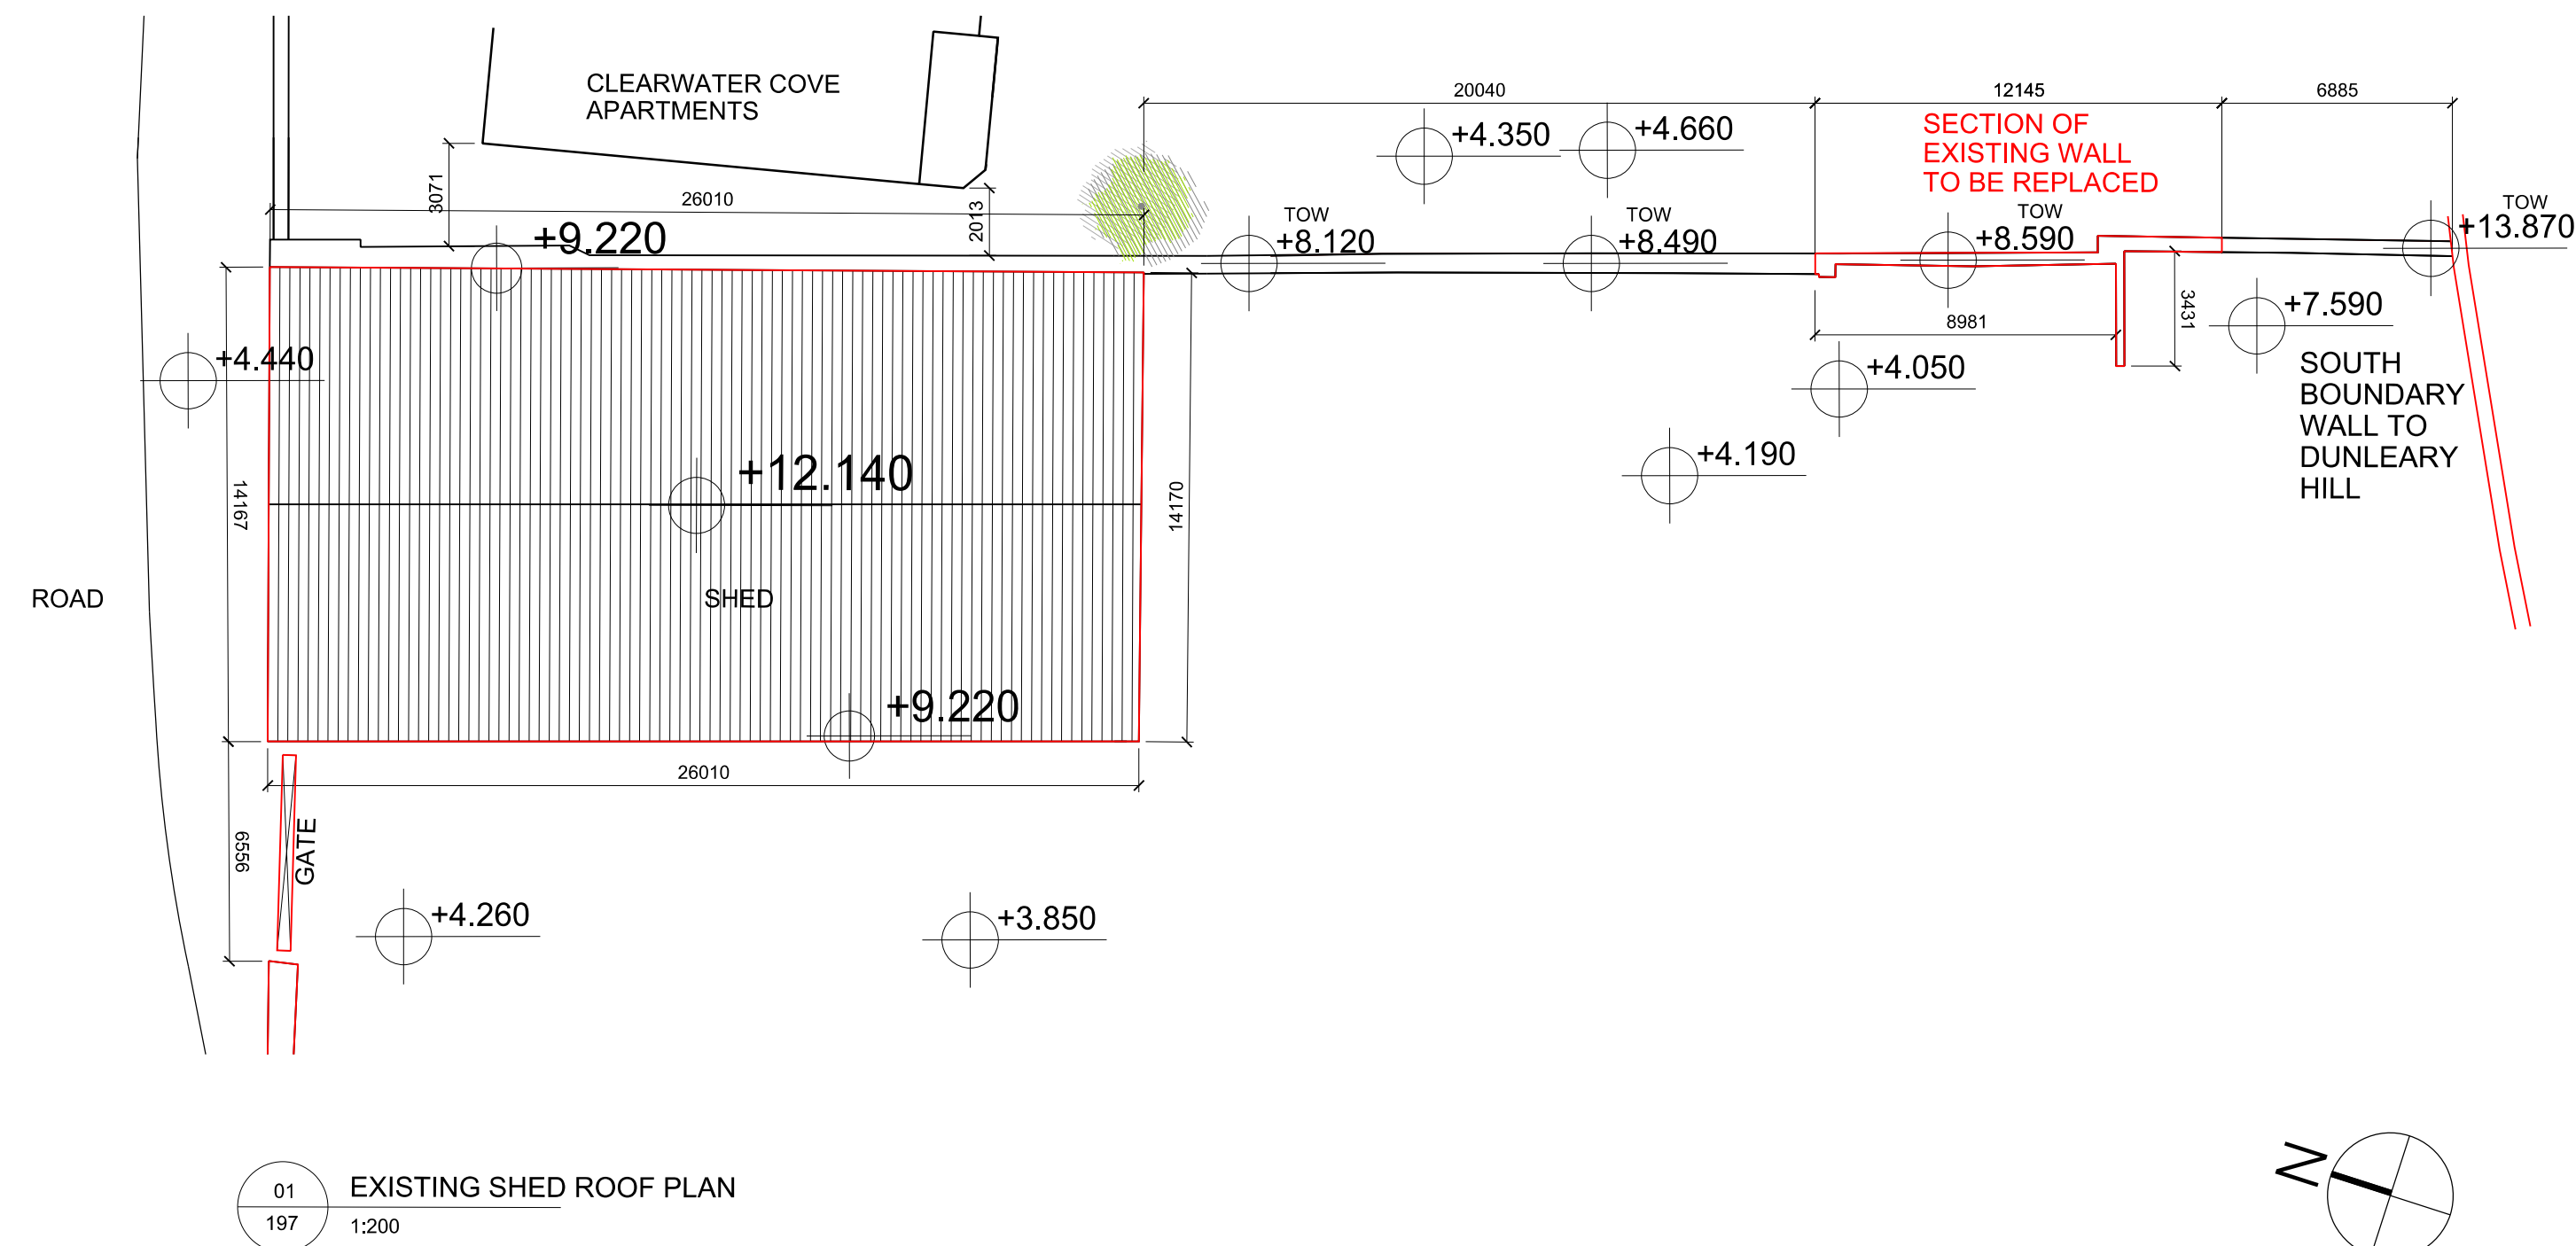 CLEARWATER COVE
APARTMENTS
20040
12145
6885
+4.350
+4.660
SECTION OF
EXISTING WALL
TO BE REPLACED
3071
26010
2013
+9.220
TOW
+8.120
TOW
+8.490
TOW
+8.590
TOW
+13.870
+4.440
8981
3431
+7.590
+4.050
SOUTH
BOUNDARY
WALL TO
DUNLEARY
HILL
+12.140
+4.190
14167
14170
ROAD
SHED
+9.220
26010
6556
GATE
+4.260
+3.850
N
01
197
EXISTING SHED ROOF PLAN
1:200